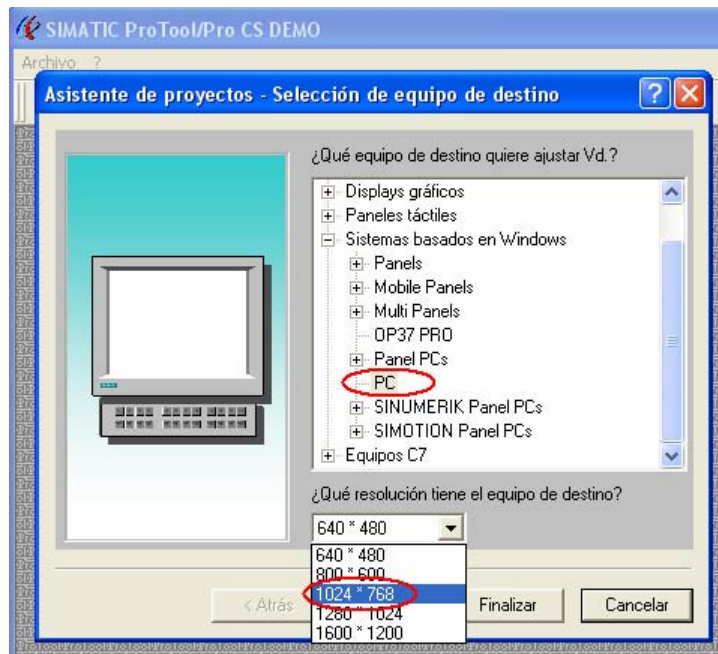 SIMATIC ProTool/Pro CS DEMO
Archivo ?
Asistente de proyectos - Selección de equipo de destino
¿Qué equipo de destino quiere ajustar Vd.?
Displays gráficos
Paneles táctiles
Sistemas basados en Windows
Panels
Mobile Panels
Multi Panels
OP37 PRO
Panel PCs
PC
SINUMERIK Panel PCs
SIMOTION Panel PCs
Equipos C7
¿Qué resolución tiene el equipo de destino?
640 * 480
640 * 480
800 * 600
1024 * 768
1280 * 1024
1600 * 1200
< Atrás
Finalizar
Cancelar